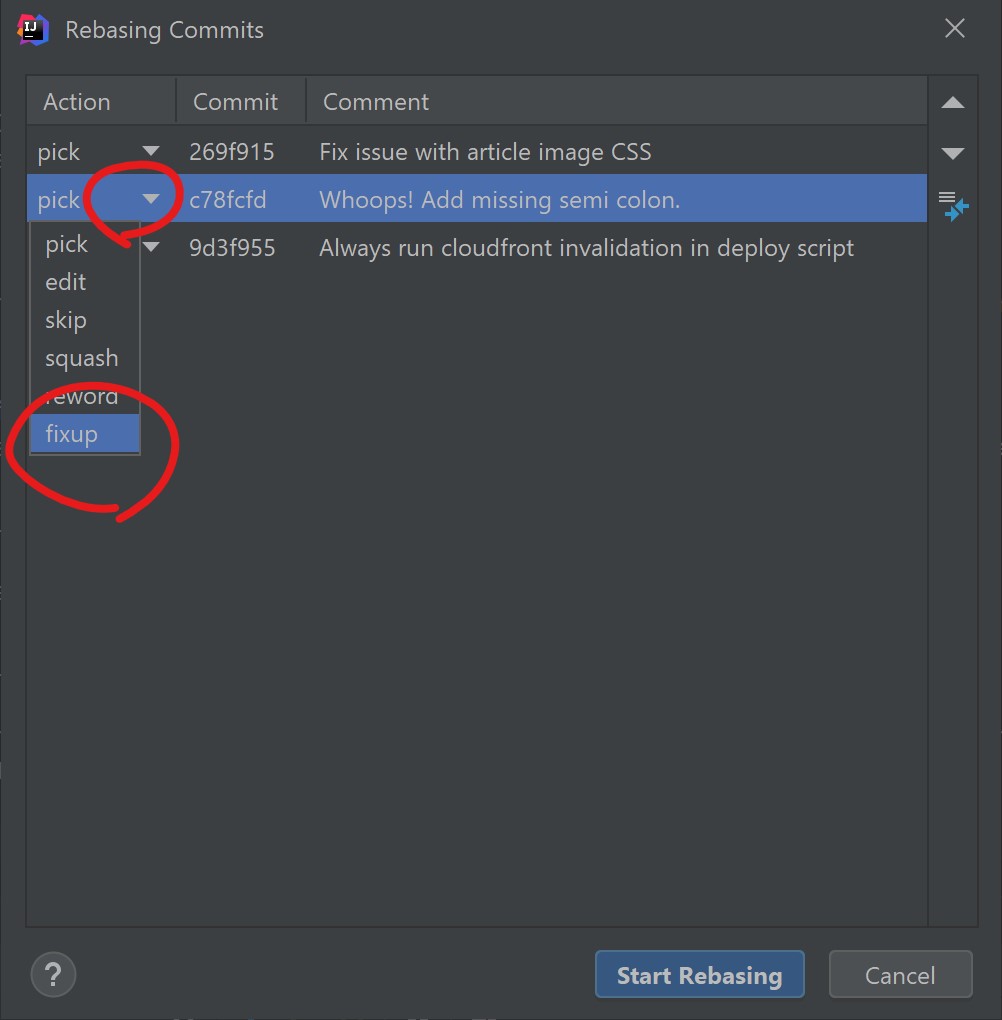 IJ
Rebasing Commits
Action Commit Comment
pick 269f915 Fix issue with article image CSS
pick c78fcfd Whoops! Add missing semi colon.
pick
9d3f955 Always run cloudfront invalidation in deploy script
edit
skip
squash
reword
fixup
?
Start Rebasing Cancel